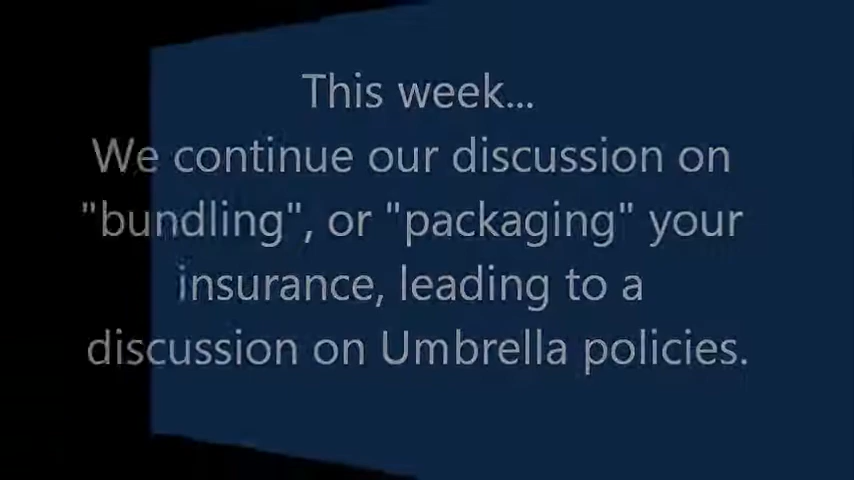 This week...
We continue our discussion on
"bundling", or "packaging" your
insurance, leading to a
discussion on Umbrella policies.